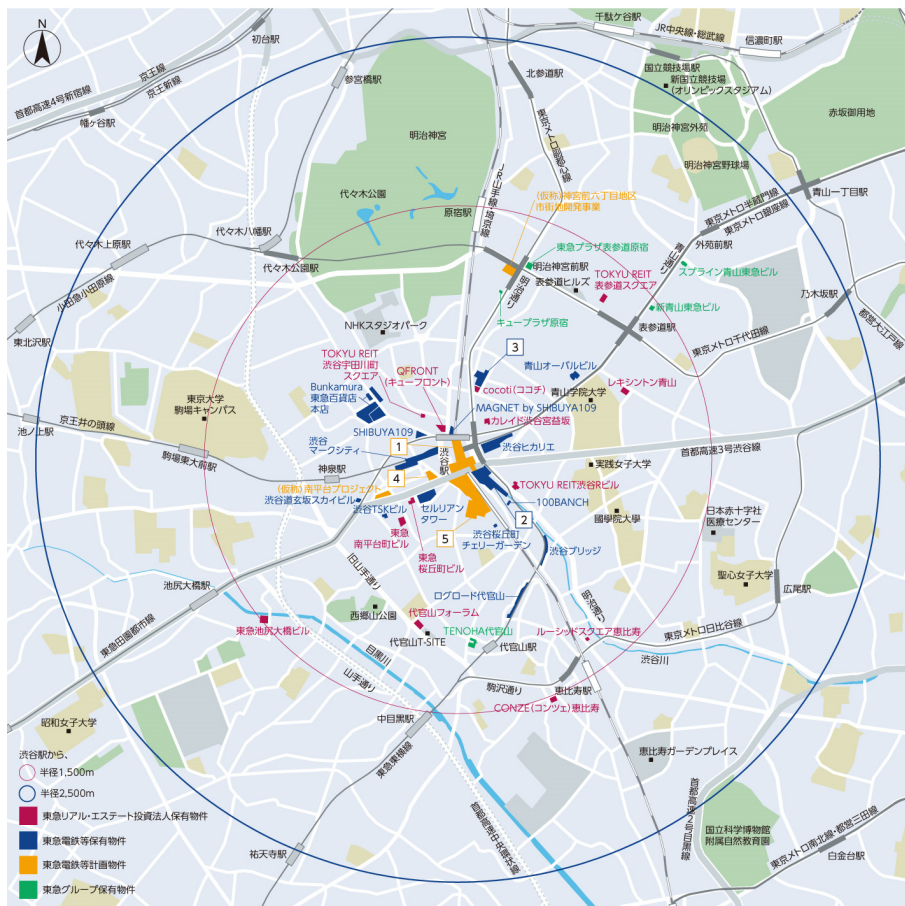 N
千駄ケ谷駅
JR中央線・総武線
信濃町駅
初台駅
京王線
京王新線
首都高速4号新宿線
幡ヶ谷駅
参宮橋駅
北参道駅
国立競技場駅
新国立競技場
(オリンピックスタジアム)
赤坂御用地
明治神宮
東京メトロ副都心線
明治神宮外苑
明治神宮野球場
JR山手線・埼京線
青山一丁目駅
代々木公園
(仮称)神宮前六丁目地区
市街地開発事業
原宿駅
東京メトロ半蔵門線
東京メトロ銀座線
代々木八幡駅
代々木上原駅
代々木公園駅
東急プラザ表参道原宿
青山通り
外苑前駅
明治神宮前駅
スプライン青山東急ビル
表参道ヒルズ
TOKYU REIT
表参道スクエア
明治通り
小田急小田原線
乃木坂駅
新青山東急ビル
キュープラザ原宿
都営大江戸線
東北沢駅
NHKスタジオパーク
表参道駅
東京メトロ千代田線
3
TOKYU REIT
渋谷宇田川町
スクエア
QFRONT
(キューフロント)
青山オーバルビル
Bunkamura
東急百貨店
本店
cocoti(ココチ)
青山学院大学
レキシントン青山
東京大学
駒場キャンパス
MAGNET by SHIBUYA109
カレイド渋谷宮益坂
京王井の頭線
池ノ上駅
SHIBUYA109
1
渋谷
マークシティ
渋谷駅
渋谷ヒカリエ
首都高速3号渋谷線
駒場東大前駅
神泉駅
4
実践女子大学
(仮称)南平台プロジェクト
TOKYU REIT渋谷Rビル
渋谷道玄坂スカイビル
100BANCH
渋谷TSKビル
セルリアン
タワー
國學院大學
日本赤十字社
医療センター
2
東急
南平台町ビル
5
渋谷桜丘町
チェリーガーデン
渋谷ブリッジ
東急
桜丘町ビル
旧山手通り
池尻大橋駅
聖心女子大学
広尾駅
ログロード代官山
明治通り
西郷山公園
東急田園都市線
代官山フォーラム
東京メトロ日比谷線
東急池尻大橋ビル
代官山T-SITE
TENOHA代官山
ルーシッドスクエア恵比寿
代官山駅
目黒川
渋谷川
山手通り
駒沢通り
恵比寿駅
CONZE(コンツェ)恵比寿
昭和女子大学
中目黒駅
東急東横線
恵比寿ガーデンプレイス
渋谷駅から、
半径1,500m
半径2,500m
首都高速2号目黒線
首都高速中央環状線
東急リアル・エステート投資法人保有物件
東急電鉄等保有物件
国立科学博物館
附属自然教育園
東京メトロ南北線・都営三田線
祐天寺駅
白金台駅
東急電鉄等計画物件
東急グループ保有物件